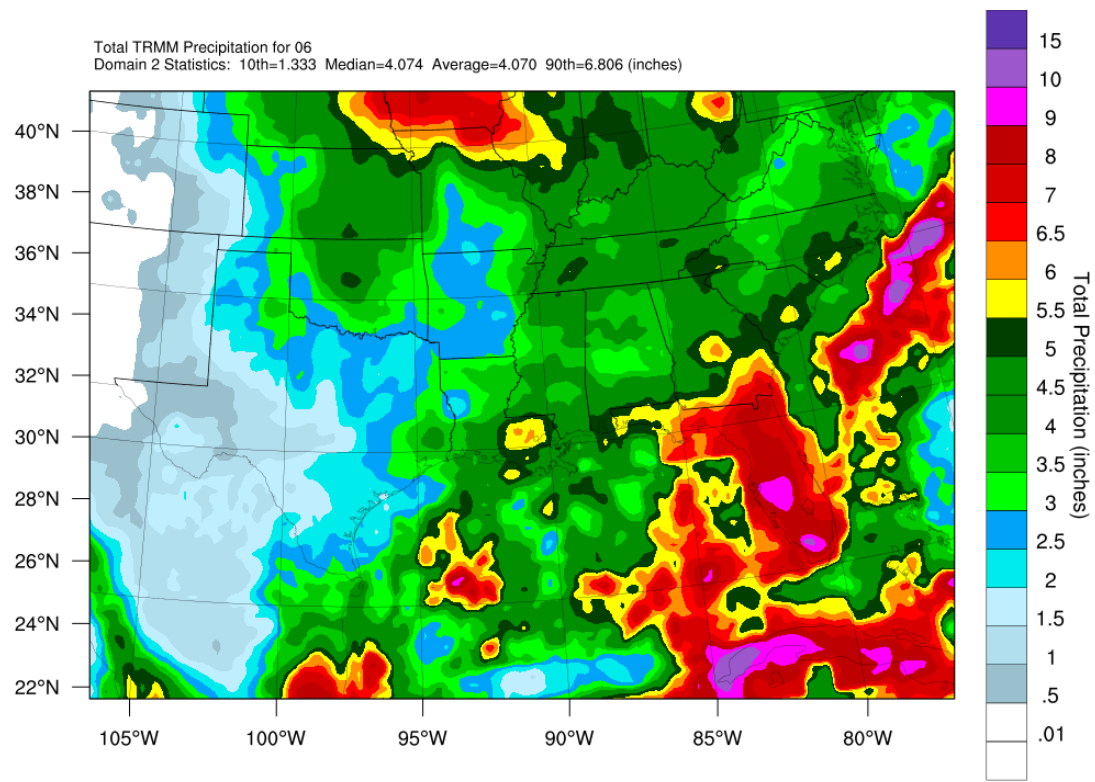 Total TRMM Precipitation for 06
Domain 2 Statistics:  10th=1.333  Median=4.074  Average=4.070  90th=6.806 (inches)
40°N
38°N
36°N
34°N
32°N
30°N
28°N
26°N
24°N
22°N
105°W
100°W
95°W
90°W
85°W
80°W
15
10
9
8
7
6.5
6
5.5
5
4.5
4
3.5
3
2.5
2
1.5
1
.5
.01
Total Precipitation (inches)